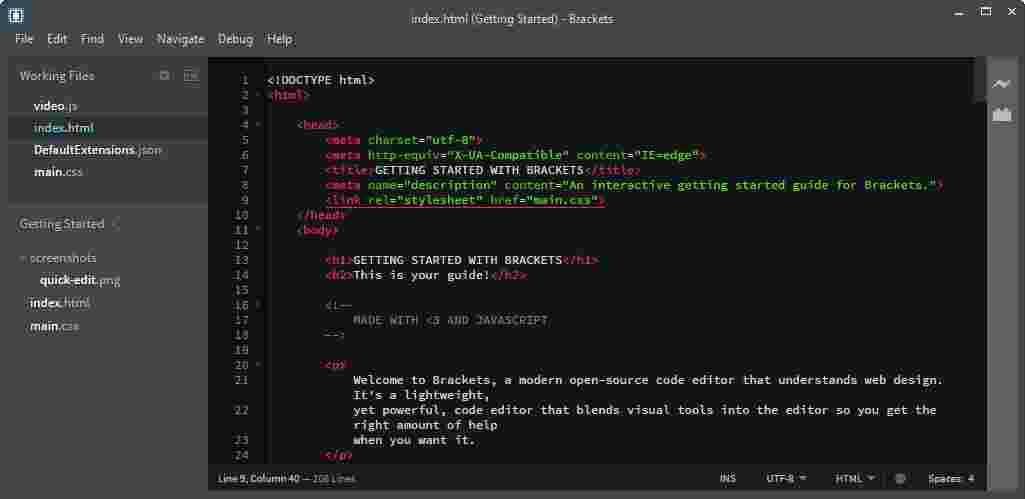 index.html (Getting Started) - Brackets
File Edit Find View Navigate Debug Help
Working Files
video.js
index.html
DefaultExtensions.json
main.css
Getting Started
screenshots
quick-edit.png
index.html
main.css
1 <!DOCTYPE html>
2 <html>
3
4 <head>
5 <meta charset="utf-8">
6 <meta http-equiv="X-UA-Compatible" content="IE=edge">
7 <title>GETTING STARTED WITH BRACKETS</title>
8 <meta name="description" content="An interactive getting started guide for Brackets.">
9 <link rel="stylesheet" href="main.css">
10 </head>
11 <body>
12
13 <h1>GETTING STARTED WITH BRACKETS</h1>
14 <h2>This is your guide!</h2>
15
16 <!--
17 MADE WITH <3 AND JAVASCRIPT
18 -->
19
20 <p>
21 Welcome to Brackets, a modern open-source code editor that understands web design.
It's a lightweight,
22 yet powerful, code editor that blends visual tools into the editor so you get the
right amount of help
23 when you want it.
24 </p>
Line 9, Column 40 — 206 Lines
INS UTF-8 HTML Spaces: 4